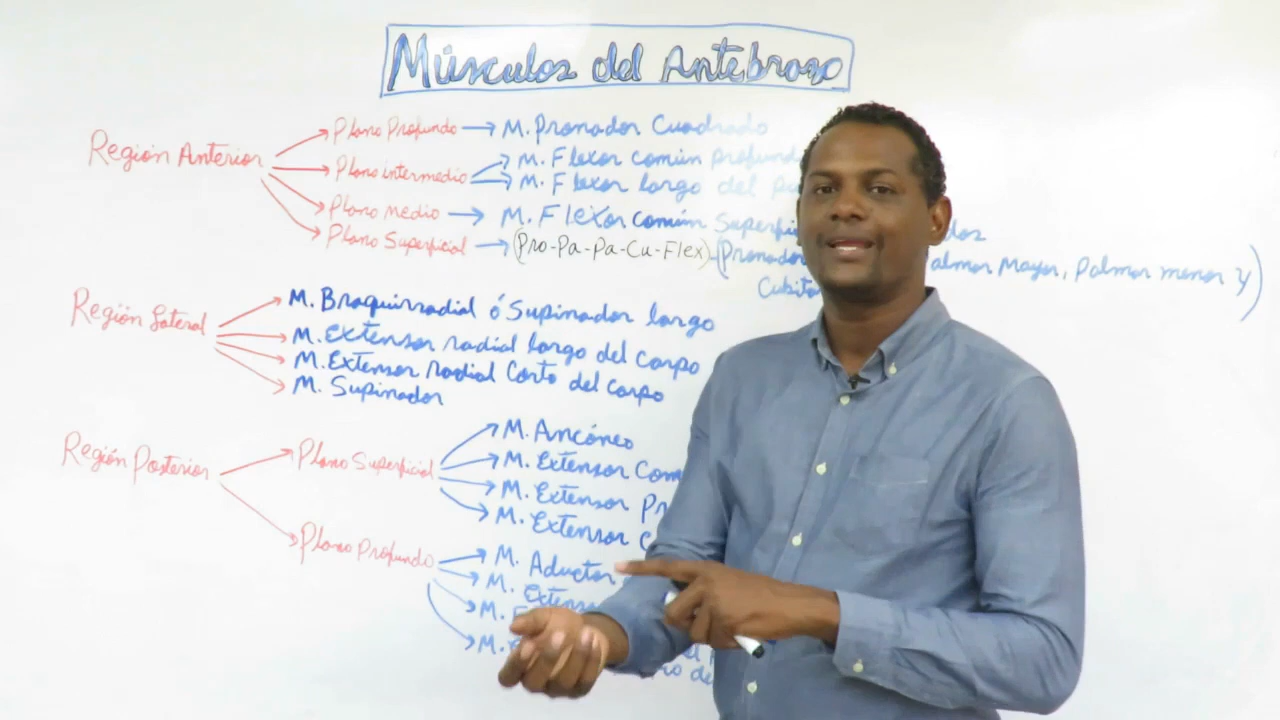 Músculos del Antebrazo
Región Anterior
Plano Profundo → M. Pronador Cuadrado
Plano intermedio → M. Flexor común profundo
M. Flexor largo del
Plano Medio → M. Flexor común Superfi
Plano Superficial → (Pro-Pa-Pa-Cu-Flex)-(Pronador Palmar Mayor, Palmar menor y
Cubito )
Región Lateral
M. Braquirradial ó Supinador largo
M. Extensor radial largo del carpo
M. Extensor radial Corto del carpo
M. Supinador
Región Posterior
Plano Superficial
M. Ancóneo
M. Extensor Com
M. Extensor Pr
M. Extensor C
Plano Profundo
M. Aductor
M. Extenso
M. E
M.